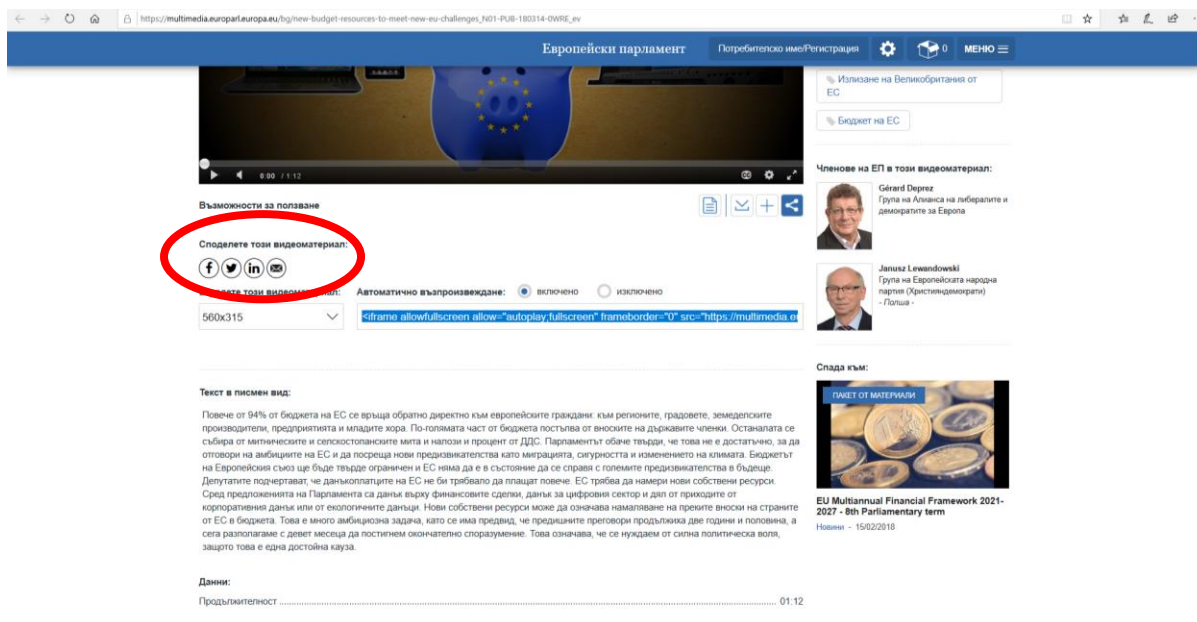 https://multimedia.europarl.europa.eu/bg/new-budget-resources-to-meet-new-eu-challenges_N01-PUB-180314-0WRE_ev
Европейски парламент
Потребителско име/Регистрация
0
МЕНЮ
0:00 / 1:12
Възможности за ползване
Споделете този видеоматериал:
този видеоматериал:
Автоматично възпроизвеждане:
включено
изключено
560x315
<iframe allowfullscreen allow="autoplay;fullscreen" frameborder="0" src="https://multimedia.e
Текст в писмен вид:
Повече от 94% от бюджета на ЕС се връща обратно директно към европейските граждани: към регионите, градовете, земеделските
производители, предприятията и младите хора. По-голямата част от бюджета постъпва от вноските на държавите членки. Останалата се
събира от митническите и селскостопанските мита и налози и процент от ДДС. Парламентът обаче твърди, че това не е достатъчно, за да
отговори на амбициите на ЕС и да посреща нови предизвикателства като миграцията, сигурността и изменението на климата. Бюджетът
на Европейския съюз ще бъде твърде ограничен и ЕС няма да е в състояние да се справя с големите предизвикателства в бъдеще.
Депутатите подчертават, че данъкоплатците на ЕС не би трябвало да плащат повече. ЕС трябва да намери нови собствени ресурси.
Сред предложенията на Парламента са данък върху финансовите сделки, данък за цифровия сектор и дял от приходите от
корпоративния данък или от екологичните данъци. Нови собствени ресурси може да означава намаляване на преките вноски на страните
от ЕС в бюджета. Това е много амбициозна задача, като се има предвид, че предишните преговори продължиха две години и половина, а
сега разполагаме с девет месеца да постигнем окончателно споразумение. Това означава, че се нуждаем от силна политическа воля,
защото това е една достойна кауза.
Данни:
Продължителност 01:12
Излизане на Великобритания от
ЕС
Бюджет на ЕС
Членове на ЕП в този видеоматериал:
Gérard Deprez
Група на Алианса на либералите и
демократите за Европа
Janusz Lewandowski
Група на Европейската народна
партия (Християндемократи)
- Полша -
Спада към:
ПАКЕТ ОТ МАТЕРИАЛИ
EU Multiannual Financial Framework 2021-
2027 - 8th Parliamentary term
Новини - 15/02/2018